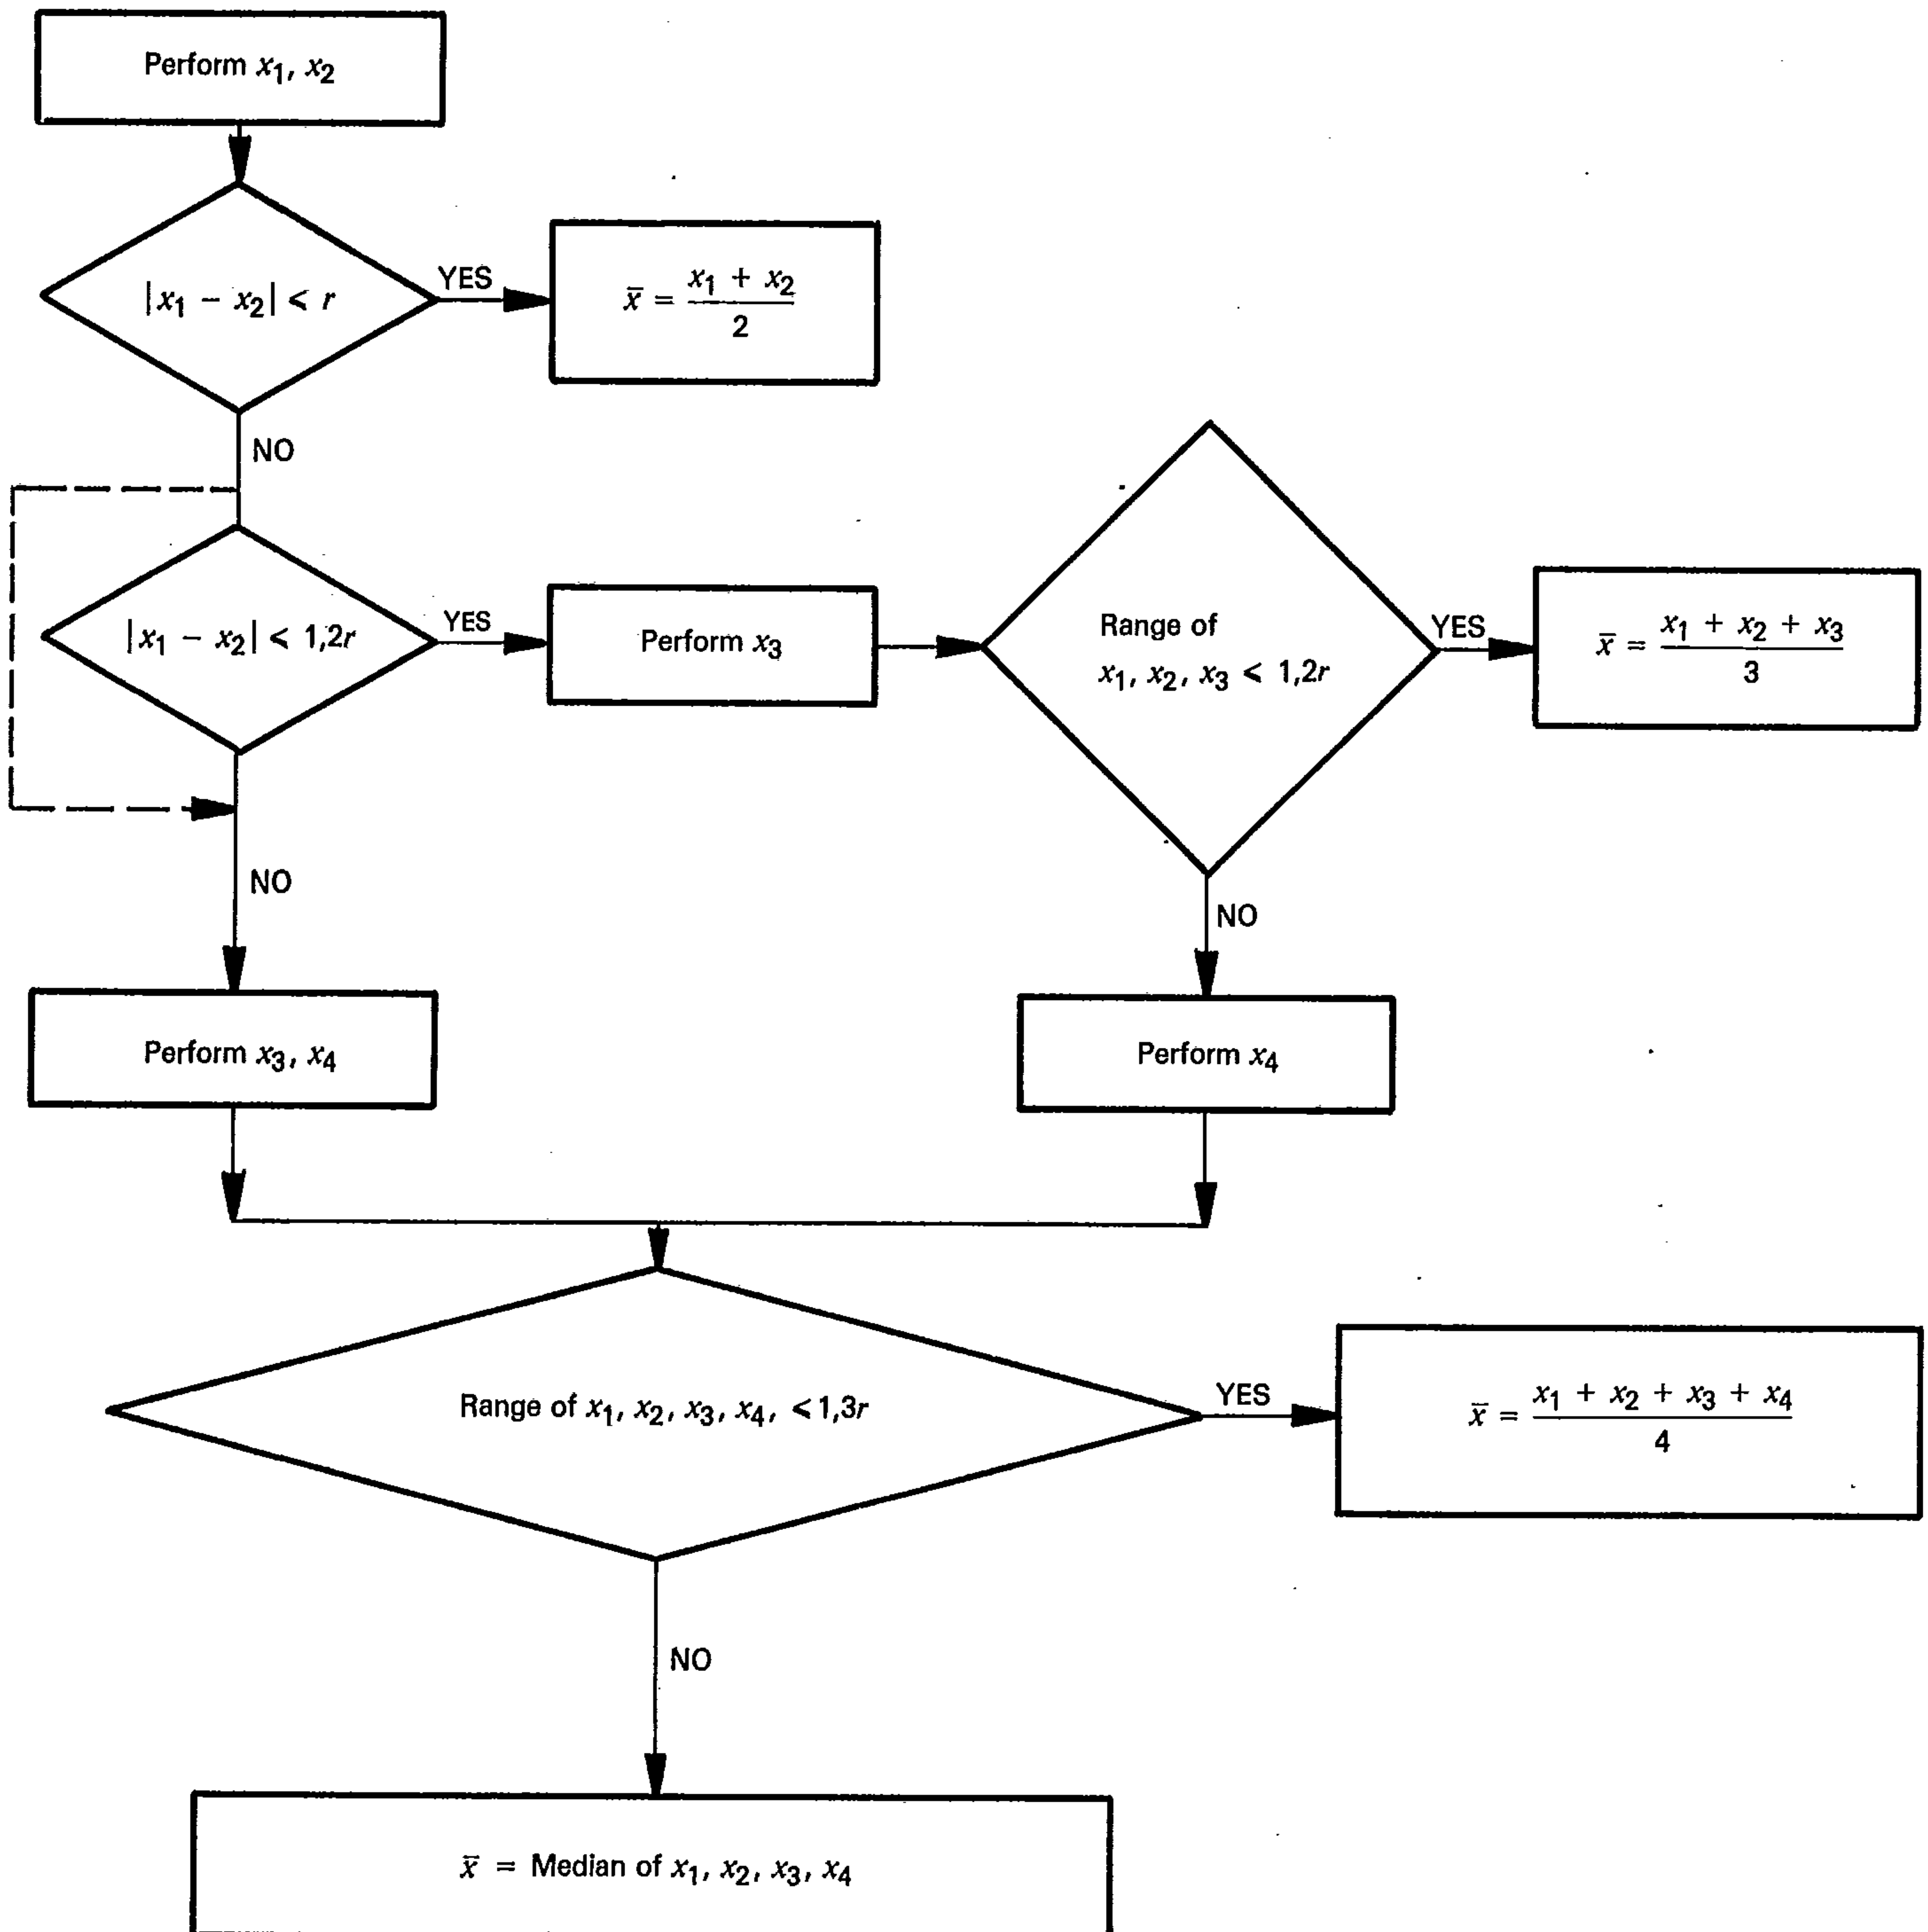 Perform x₁, x₂
|x₁ − x₂| < r
YES
x̄ = (x₁ + x₂) / 2
NO
|x₁ − x₂| < 1,2r
YES
Perform x₃
Range of
x₁, x₂, x₃ < 1,2r
YES
x̄ = (x₁ + x₂ + x₃) / 3
NO
NO
Perform x₃, x₄
Perform x₄
Range of x₁, x₂, x₃, x₄, < 1,3r
YES
x̄ = (x₁ + x₂ + x₃ + x₄) / 4
NO
x̄ = Median of x₁, x₂, x₃, x₄